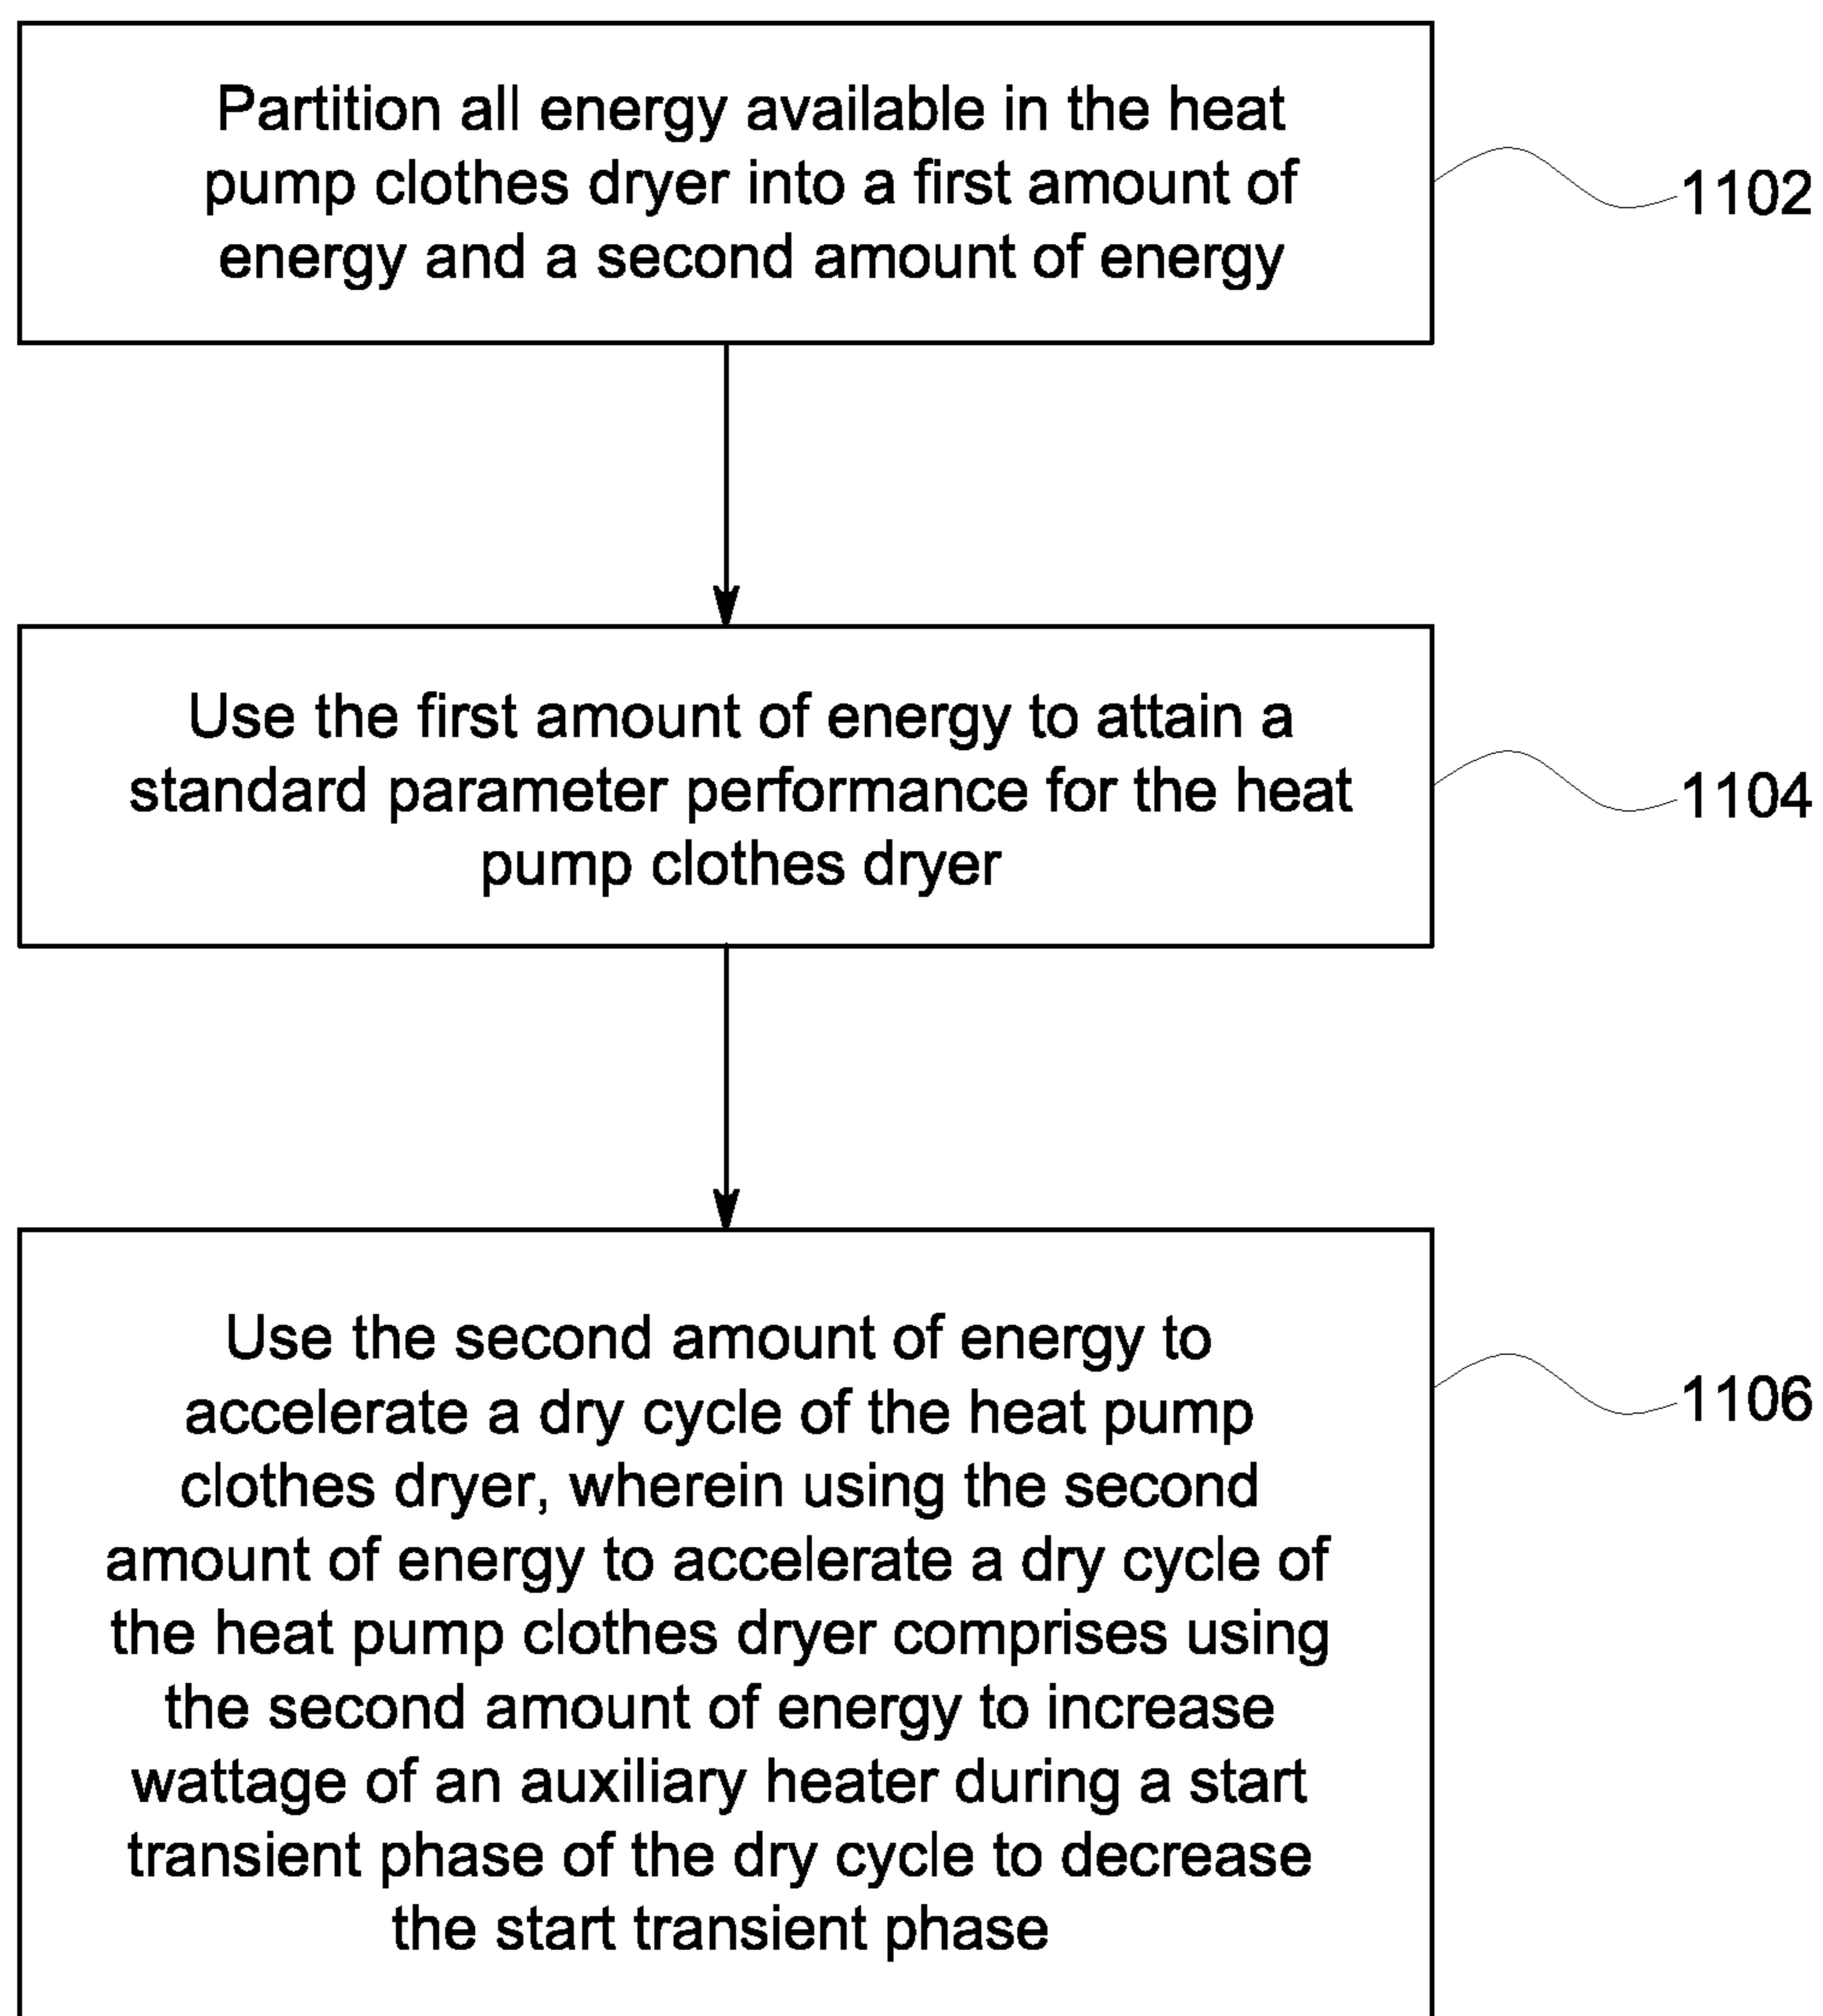 Partition all energy available in the heat
pump clothes dryer into a first amount of
energy and a second amount of energy
1102
Use the first amount of energy to attain a
standard parameter performance for the heat
pump clothes dryer
1104
Use the second amount of energy to
accelerate a dry cycle of the heat pump
clothes dryer, wherein using the second
amount of energy to accelerate a dry cycle of
the heat pump clothes dryer comprises using
the second amount of energy to increase
wattage of an auxiliary heater during a start
transient phase of the dry cycle to decrease
the start transient phase
1106